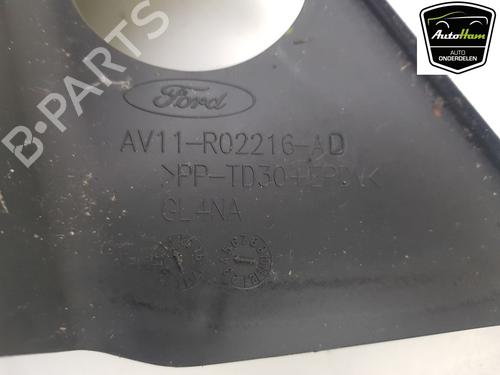 AutoHam
AUTO
ONDERDELEN
Ford
AV11-R02216-AD
>PP-TD30+EPDM<
GL4NA
B-PARTS